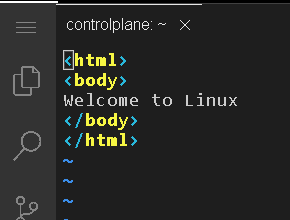 controlplane: ~
<html>
<body>
Welcome to Linux
</body>
</html>
~
~
~